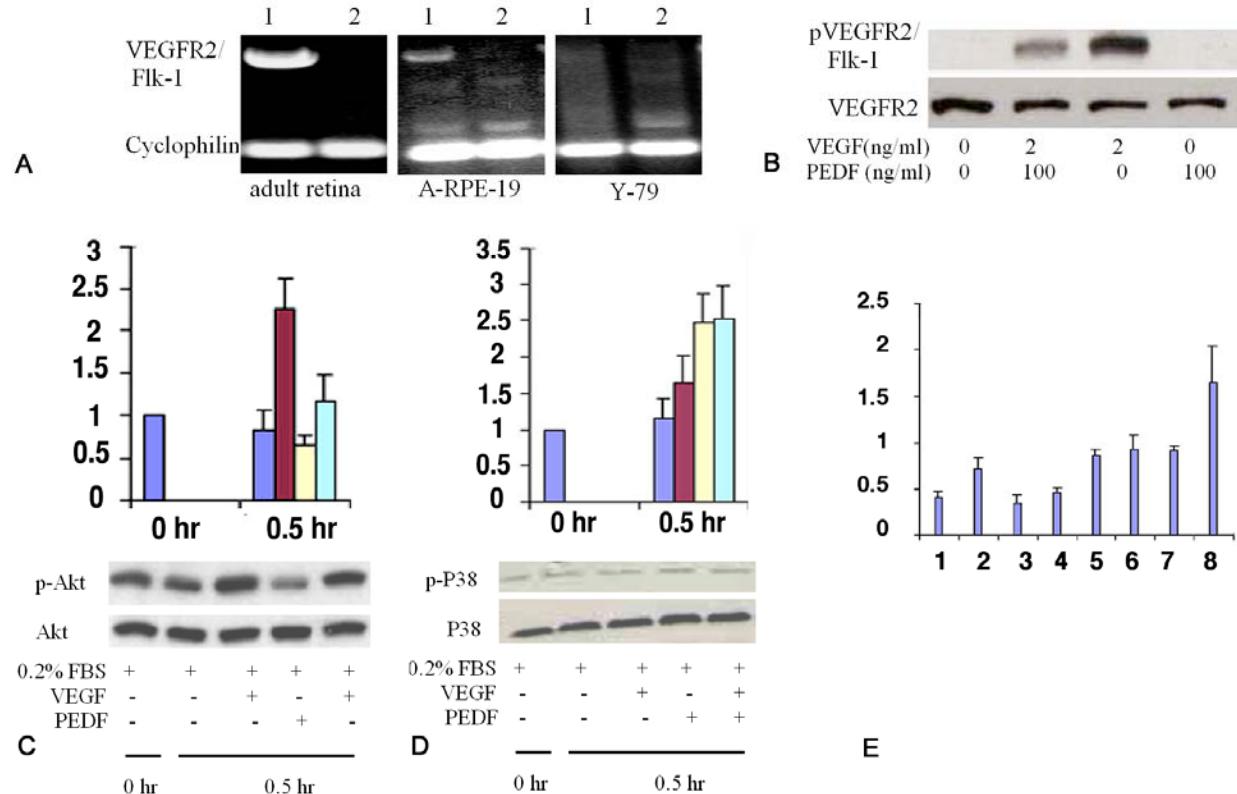 1 2 1 2 1 2
VEGFR2/
Flk-1
Cyclophilin
A
adult retina A-RPE-19 Y-79
pVEGFR2/
Flk-1
VEGFR2
VEGF(ng/ml) 0 2 2 0
PEDF (ng/ml) 0 100 0 100
B
3
2.5
2
1.5
1
0.5
0
0 hr 0.5 hr
p-Akt
Akt
0.2% FBS + + + + +
VEGF - - + - +
PEDF - - - + -
C
0 hr 0.5 hr
3.5
3
2.5
2
1.5
1
0.5
0
0 hr 0.5 hr
p-P38
P38
0.2% FBS + + + + +
VEGF - - + - +
PEDF - - - + +
D
0 hr 0.5 hr
2.5
2
1.5
1
0.5
0
1 2 3 4 5 6 7 8
E